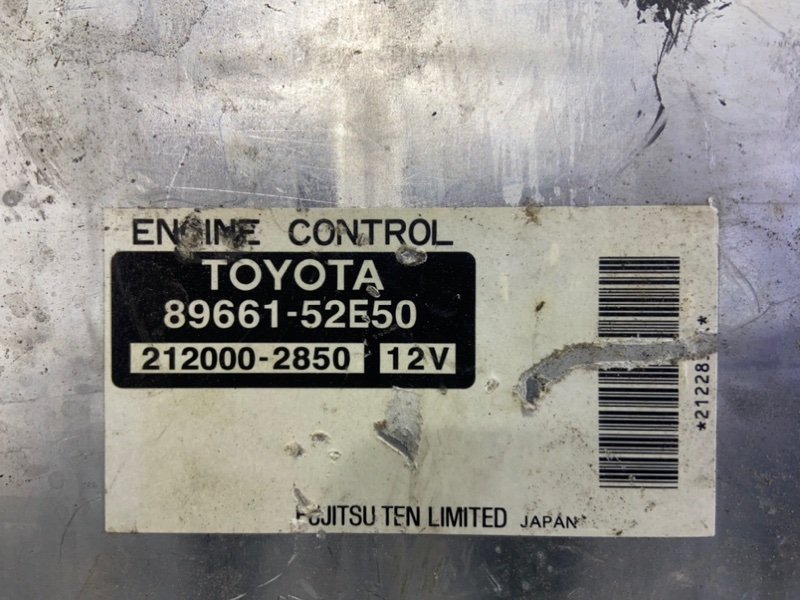 ENGINE CONTROL
TOYOTA
89661-52E50
212000-2850 12V
FUJITSU TEN LIMITED JAPAN